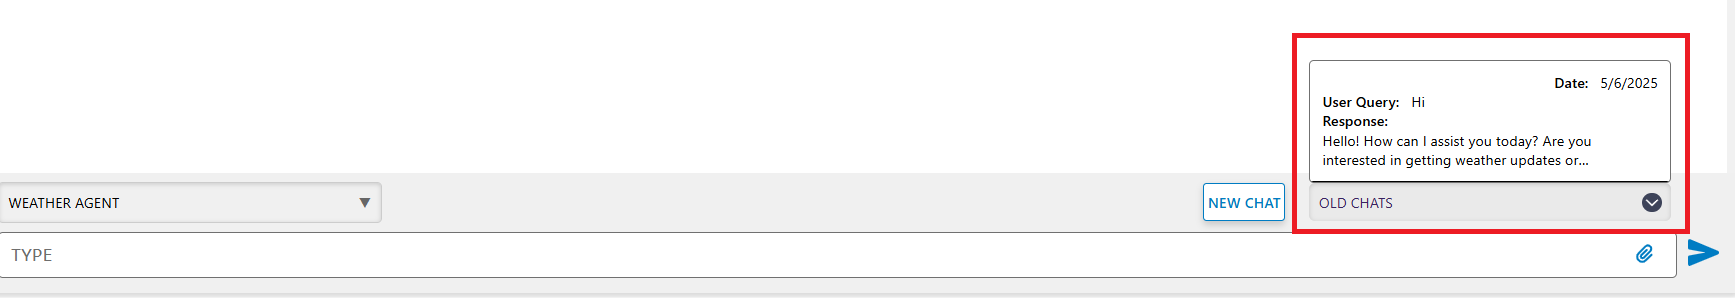 Date: 5/6/2025
User Query: Hi
Response:
Hello! How can I assist you today? Are you
interested in getting weather updates or...
WEATHER AGENT
NEW CHAT
OLD CHATS
TYPE